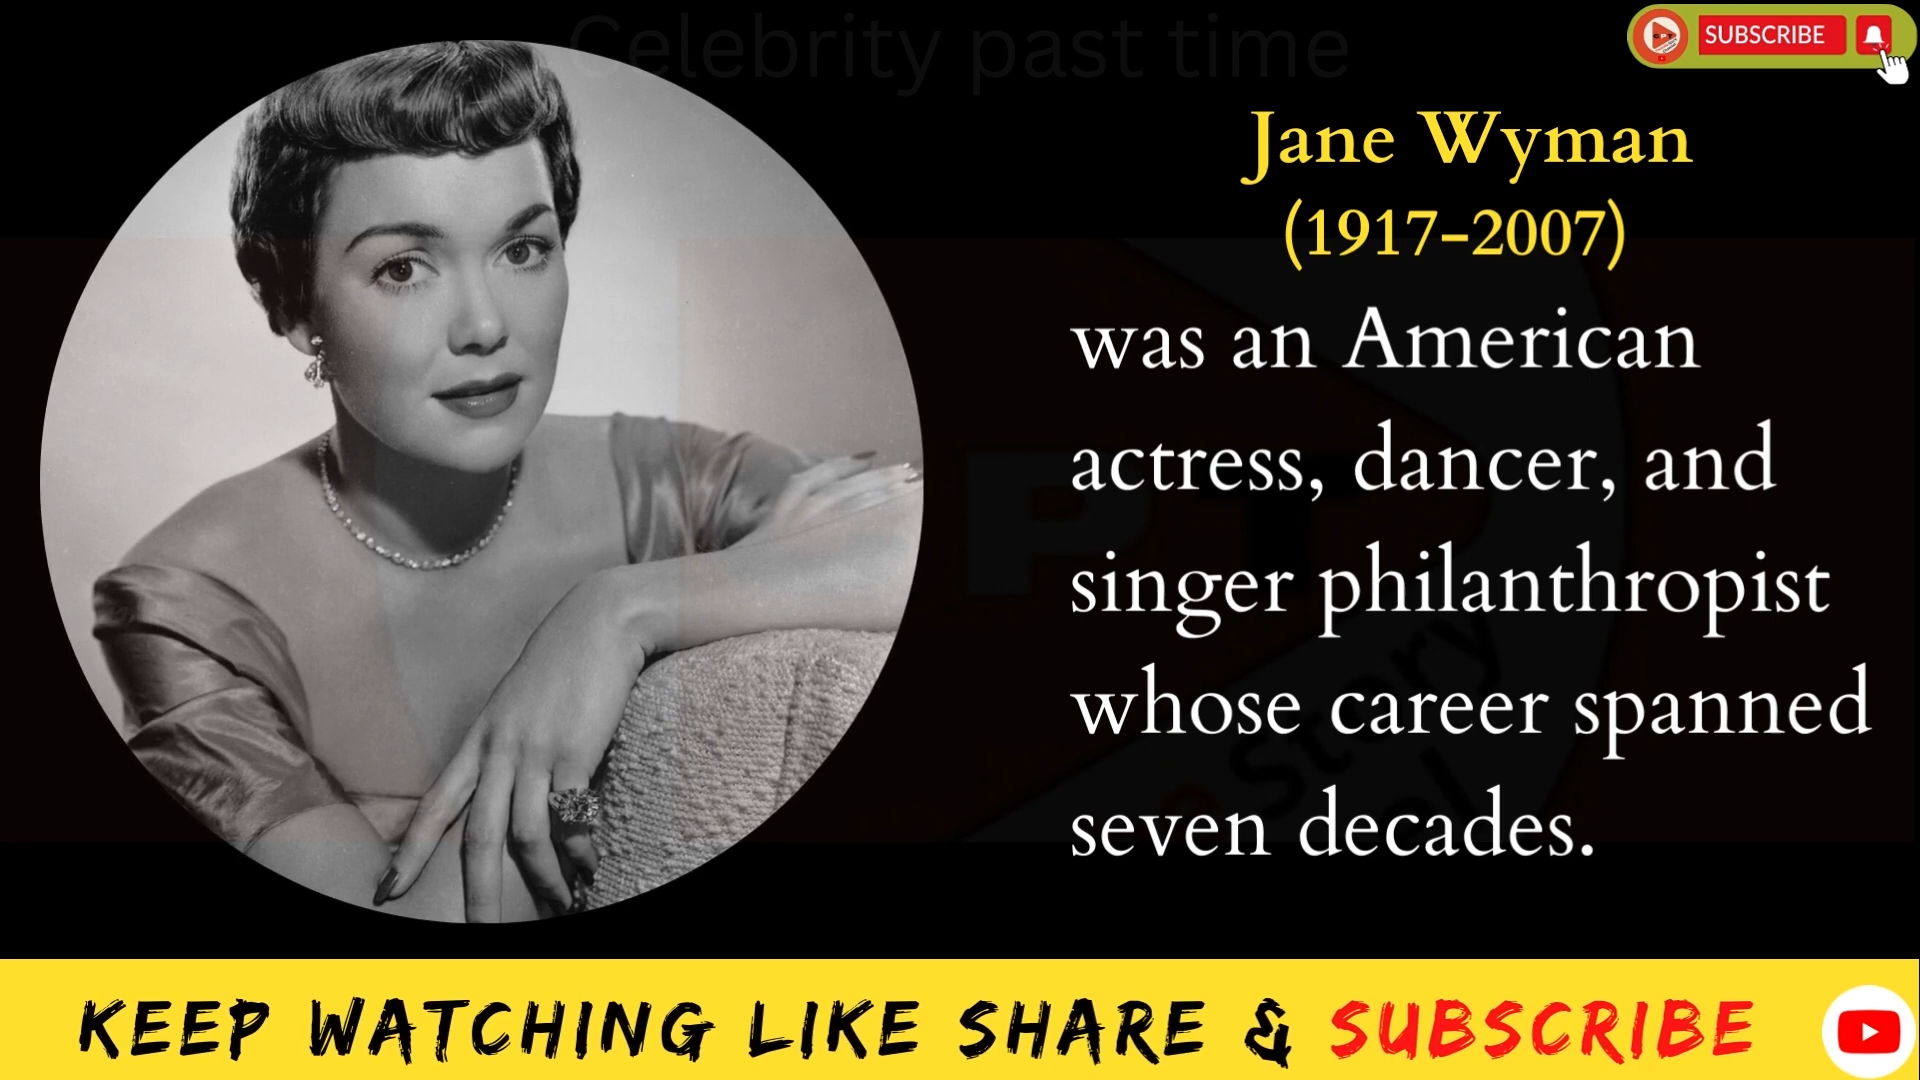 Celebrity past time
SUBSCRIBE
Jane Wyman
(1917-2007)
was an American
actress, dancer, and
singer philanthropist
whose career spanned
seven decades.
KEEP WATCHING LIKE SHARE & SUBSCRIBE